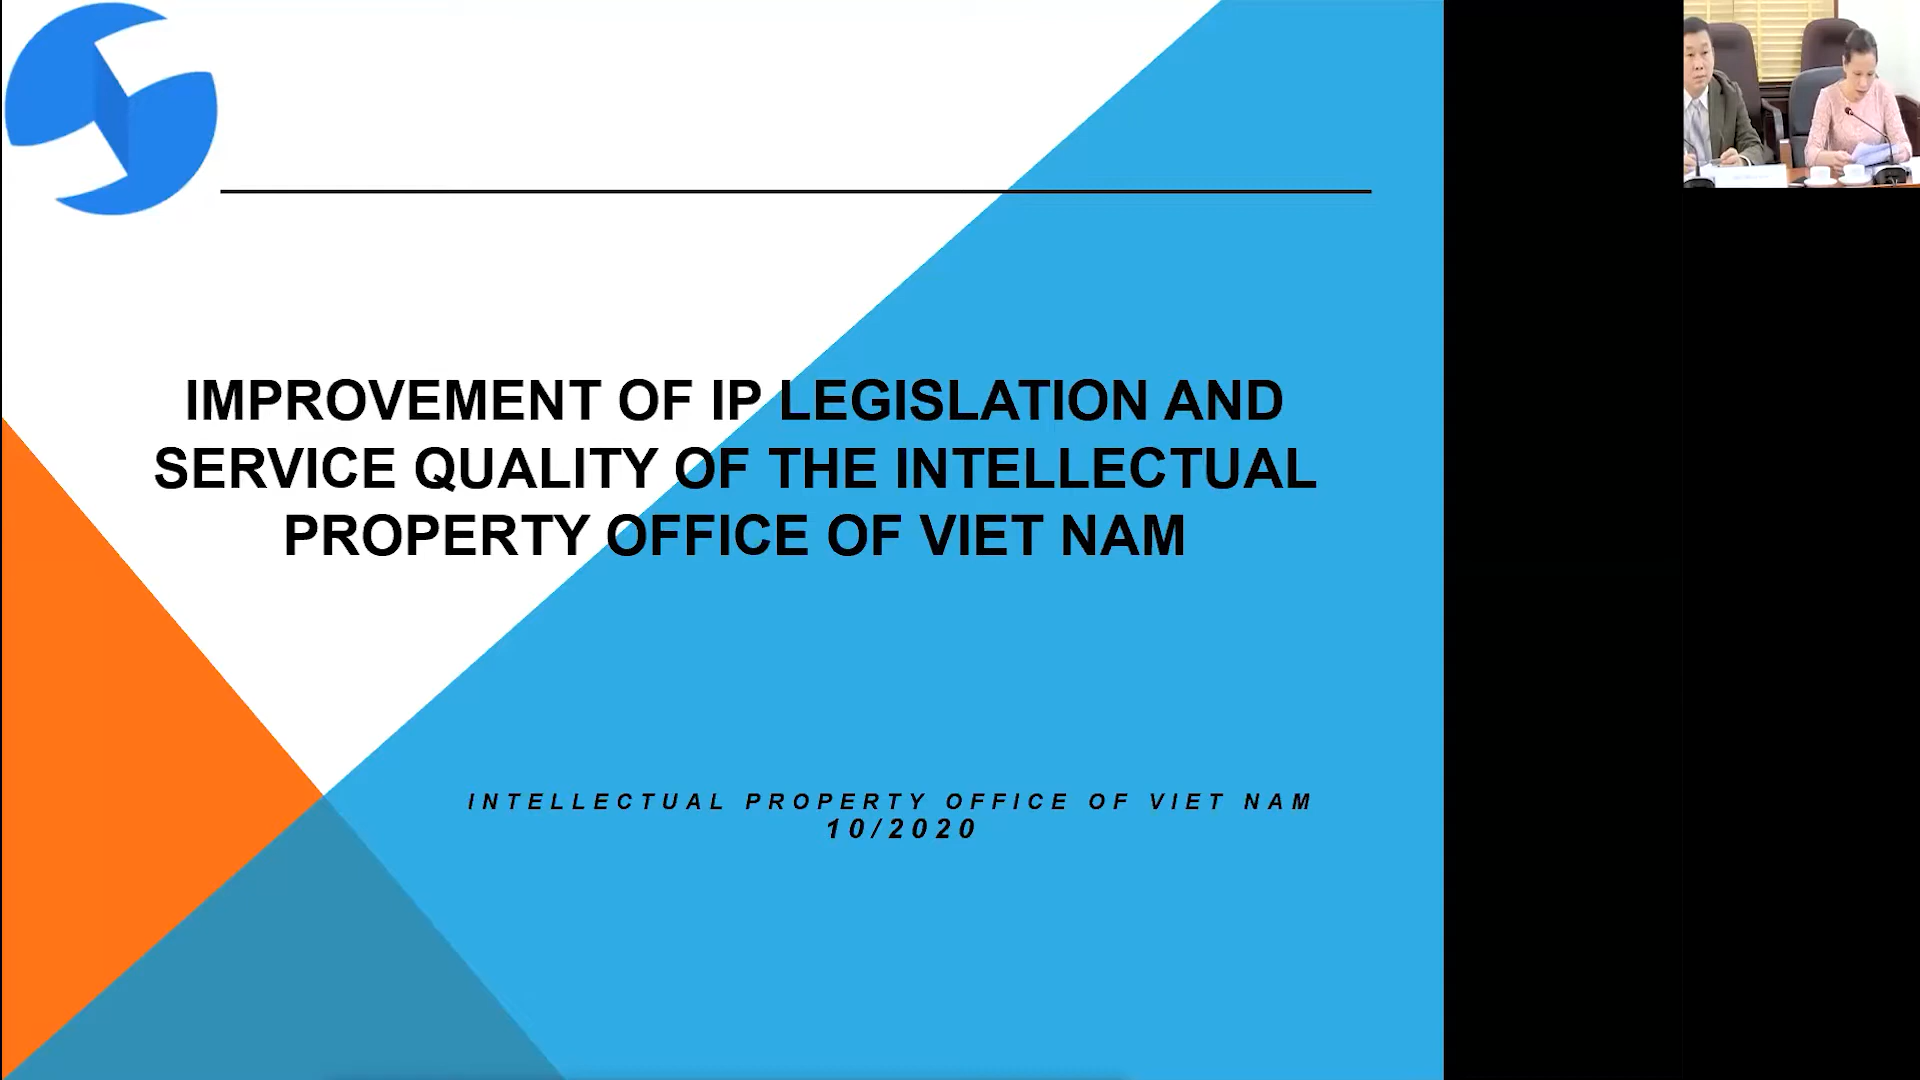 IMPROVEMENT OF IP LEGISLATION AND
SERVICE QUALITY OF THE INTELLECTUAL
PROPERTY OFFICE OF VIET NAM
INTELLECTUAL PROPERTY OFFICE OF VIET NAM
10/2020